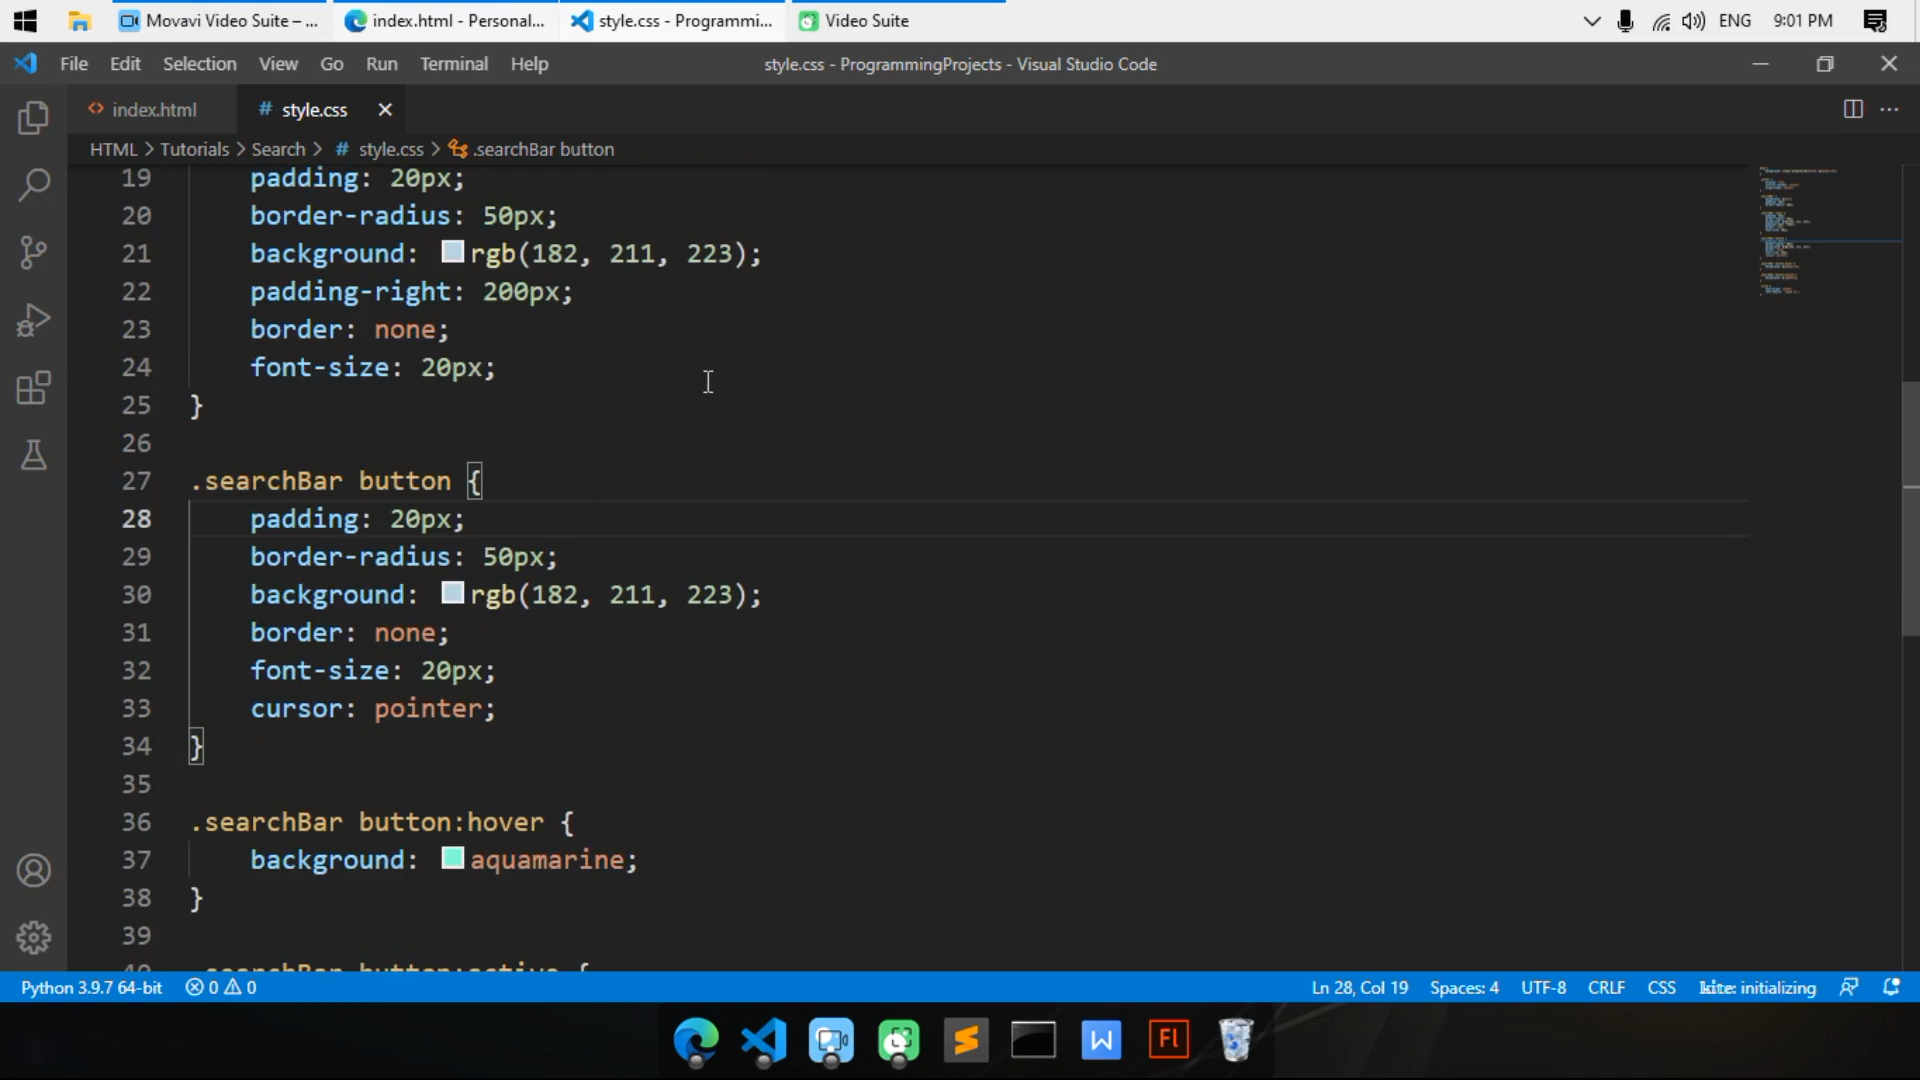 Movavi Video Suite – ... index.html - Personal... style.css - Programmi... Video Suite ENG 9:01 PM
File Edit Selection View Go Run Terminal Help style.css - ProgrammingProjects - Visual Studio Code
index.html # style.css
HTML > Tutorials > Search > # style.css > .searchBar button
19 padding: 20px;
20 border-radius: 50px;
21 background: rgb(182, 211, 223);
22 padding-right: 200px;
23 border: none;
24 font-size: 20px;
25 }
26
27 .searchBar button {
28 padding: 20px;
29 border-radius: 50px;
30 background: rgb(182, 211, 223);
31 border: none;
32 font-size: 20px;
33 cursor: pointer;
34 }
35
36 .searchBar button:hover {
37 background: aquamarine;
38 }
39
40 .searchBar button:active {
Python 3.9.7 64-bit 0 0 Ln 28, Col 19 Spaces: 4 UTF-8 CRLF CSS kite: initializing
W Fl